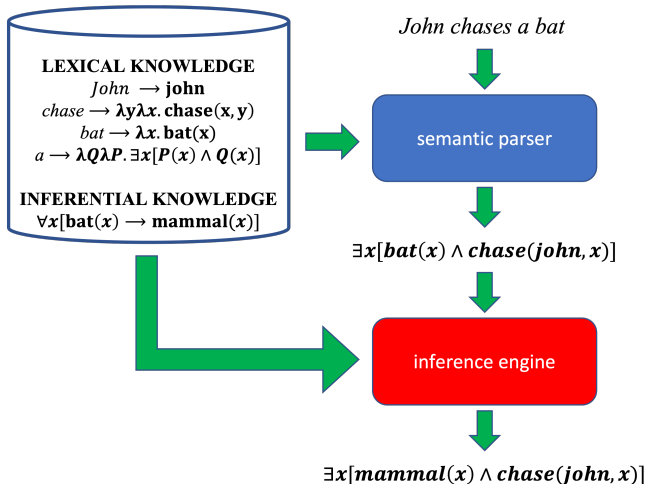 LEXICAL KNOWLEDGE
John → john
chase → λyλx.chase(x, y)
bat → λx.bat(x)
a → λQλP.∃x[P(x) ∧ Q(x)]
INFERENTIAL KNOWLEDGE
∀x[bat(x) → mammal(x)]
John chases a bat
semantic parser
∃x[bat(x) ∧ chase(john, x)]
inference engine
∃x[mammal(x) ∧ chase(john, x)]